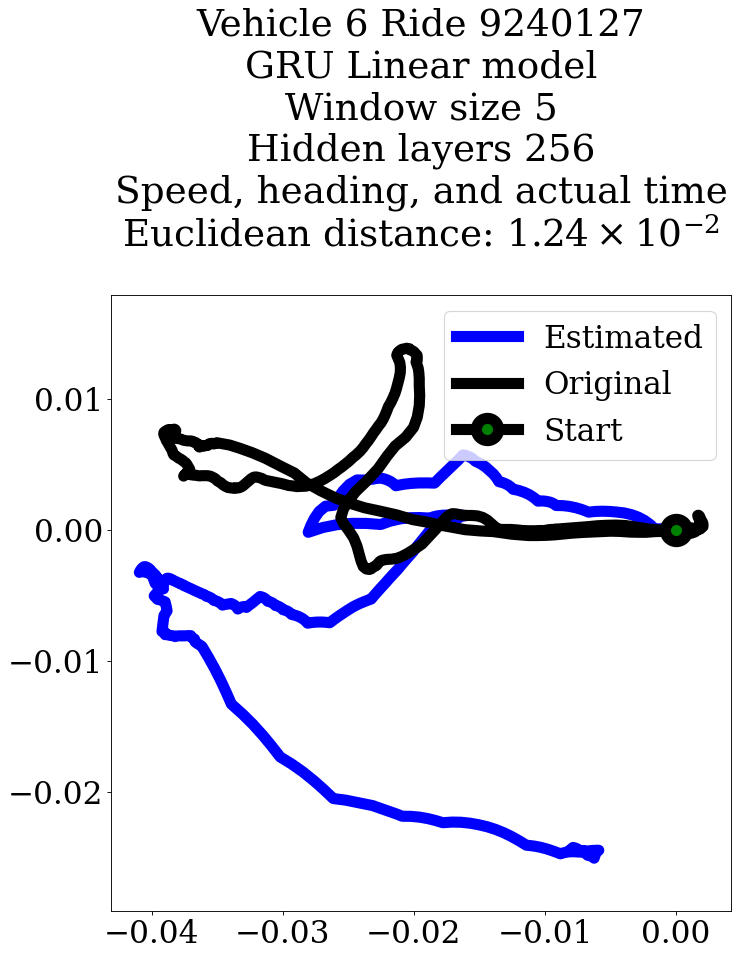 Vehicle 6 Ride 9240127
GRU Linear model
Window size 5
Hidden layers 256
Speed, heading, and actual time
Euclidean distance: 1.24 × 10⁻²
Estimated
Original
Start
0.01
0.00
−0.01
−0.02
−0.04 −0.03 −0.02 −0.01 0.00